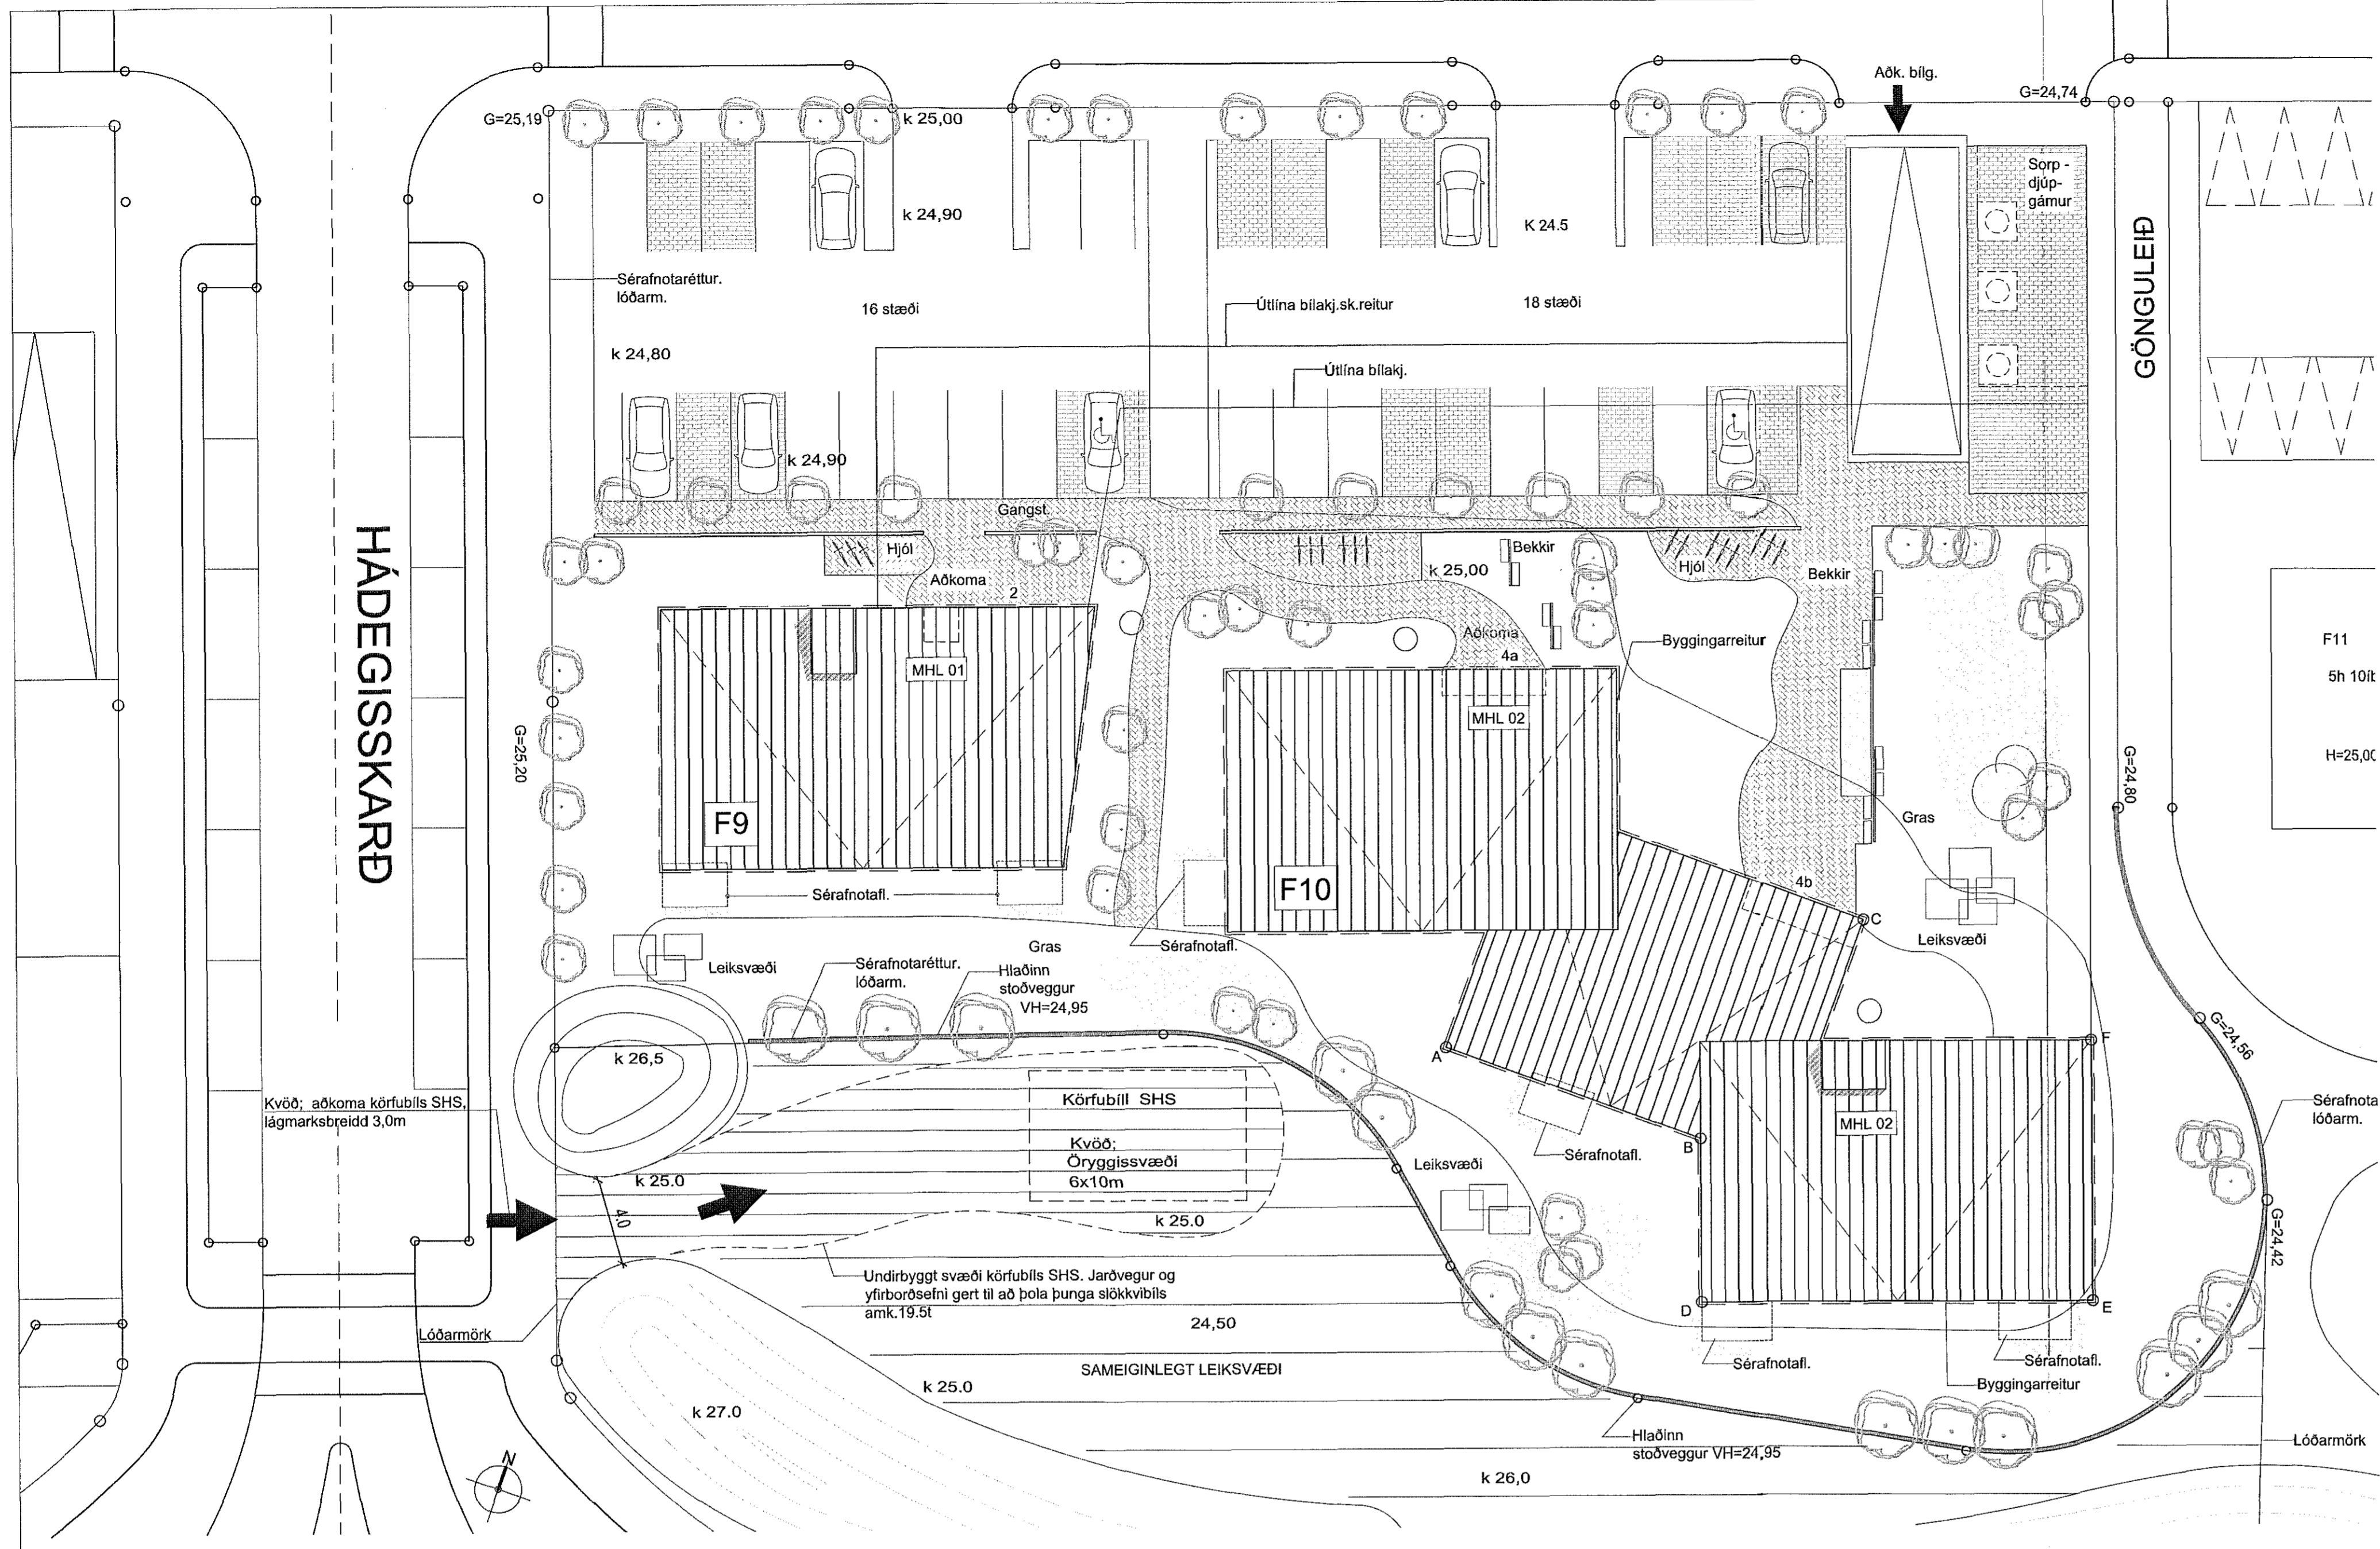 Aðk. bílg.
G=24,74
G=25,19
k 25,00
Sorp -
djúp-
gámur
k 24,90
K 24.5
GÖNGULEIÐ
Sérafnotaréttur.
lóðarm.
16 stæði
Útlína bílakj.sk.reitur
18 stæði
k 24,80
Útlína bílakj.
k 24,90
HÁDEGISSKARÐ
Gangst.
Hjól
Bekkir
Hjól
Bekkir
Aðkoma
2
k 25,00
Aðkoma
4a
Byggingarreitur
F11
5h 10íb
MHL 01
MHL 02
G=25,20
G=24,80
H=25,00
F9
Gras
F10
4b
Sérafnotafl.
C
Leiksvæði
Sérafnotafl.
Gras
Leiksvæði
Sérafnotaréttur.
lóðarm.
Hlaðinn
stoðveggur
VH=24,95
G=24,56
k 26,5
A
F
Kvöð; aðkoma körfubíls SHS,
lágmarksbreidd 3,0m
Körfubíll SHS
Kvöð;
Öryggissvæði
6x10m
MHL 02
Sérafnota
lóðarm.
B
Sérafnotafl.
Leiksvæði
k 25.0
4,0
k 25.0
G=24,42
Undirbyggt svæði körfubíls SHS. Jarðvegur og
yfirborðsefni gert til að þola þunga slökkvibíls
amk.19.5t
D
E
Lóðarmörk
24,50
SAMEIGINLEGT LEIKSVÆÐI
Sérafnotafl.
Sérafnotafl.
Byggingarreitur
k 25.0
k 27.0
Hlaðinn
stoðveggur VH=24,95
Lóðarmörk
N
k 26,0